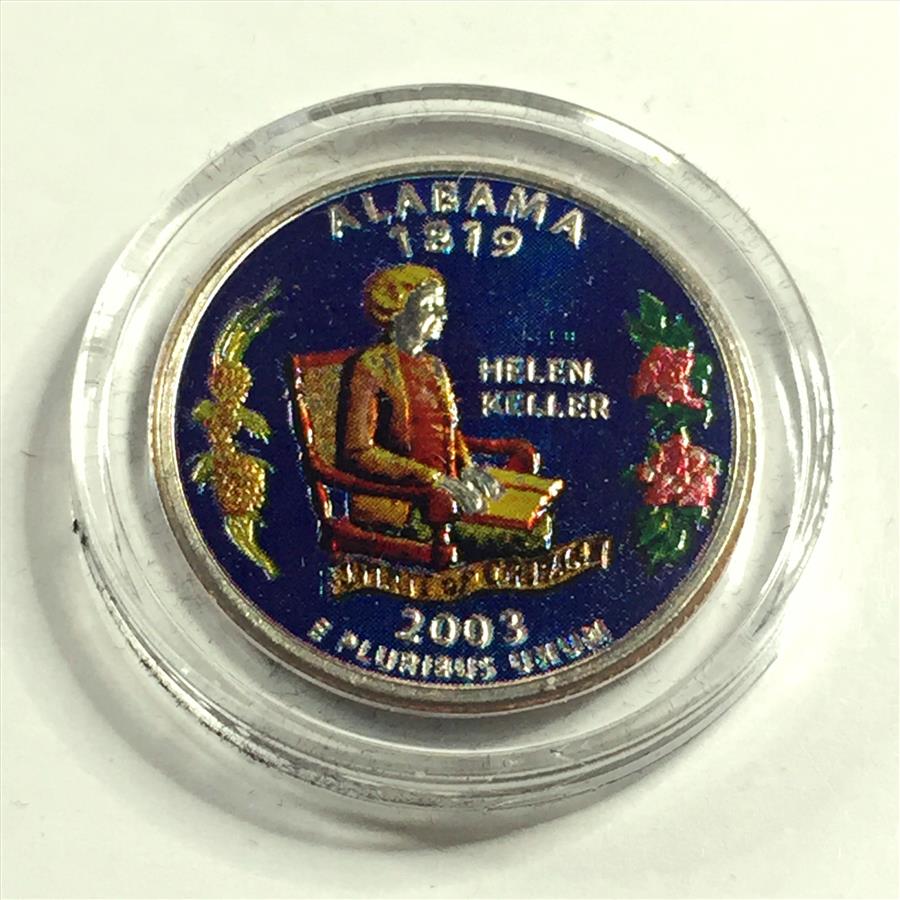 ALABAMA
1819
HELEN
KELLER
SPIRIT OF COURAGE
2003
E PLURIBUS UNUM